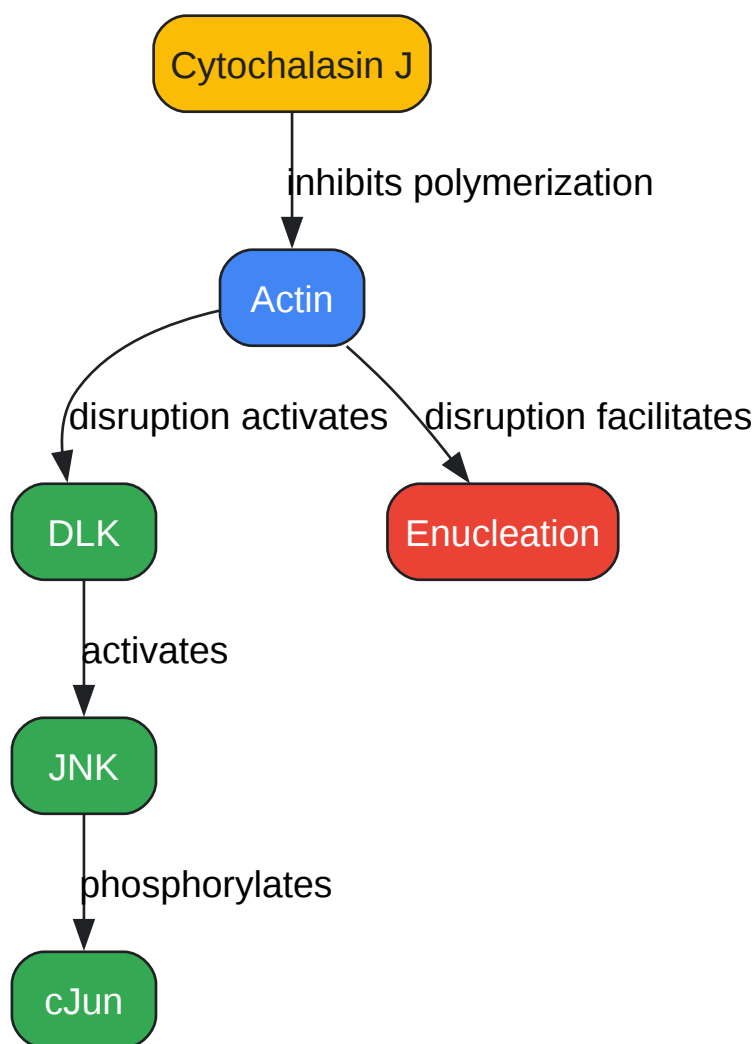 Cytochalasin J
inhibits polymerization
Actin
disruption activates
disruption facilitates
DLK
Enucleation
activates
JNK
phosphorylates
cJun